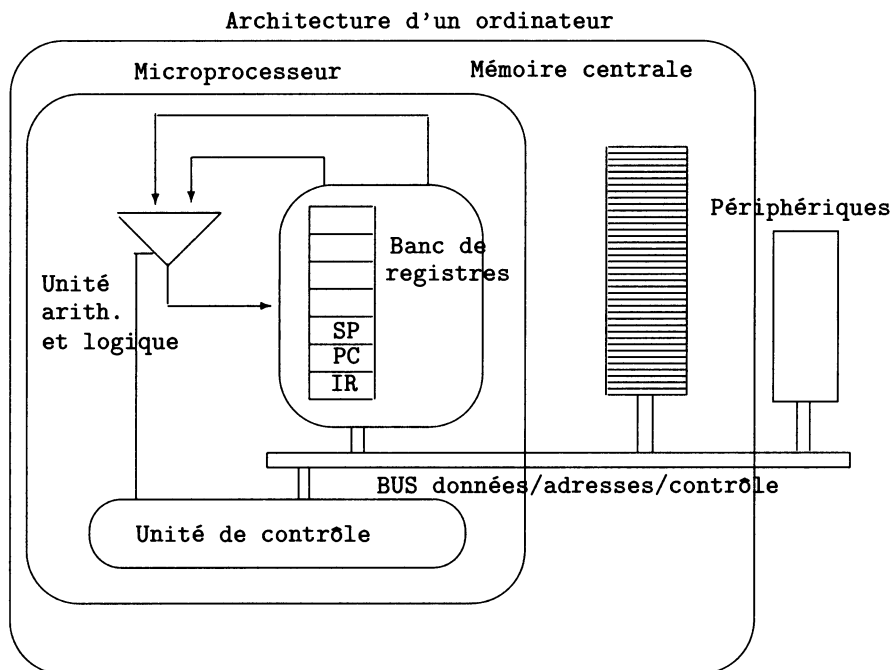 Architecture d'un ordinateur
Microprocesseur
Mémoire centrale
Périphériques
Banc de
registres
Unité
arith.
et logique
SP
PC
IR
BUS données/adresses/contrôle
Unité de contrôle